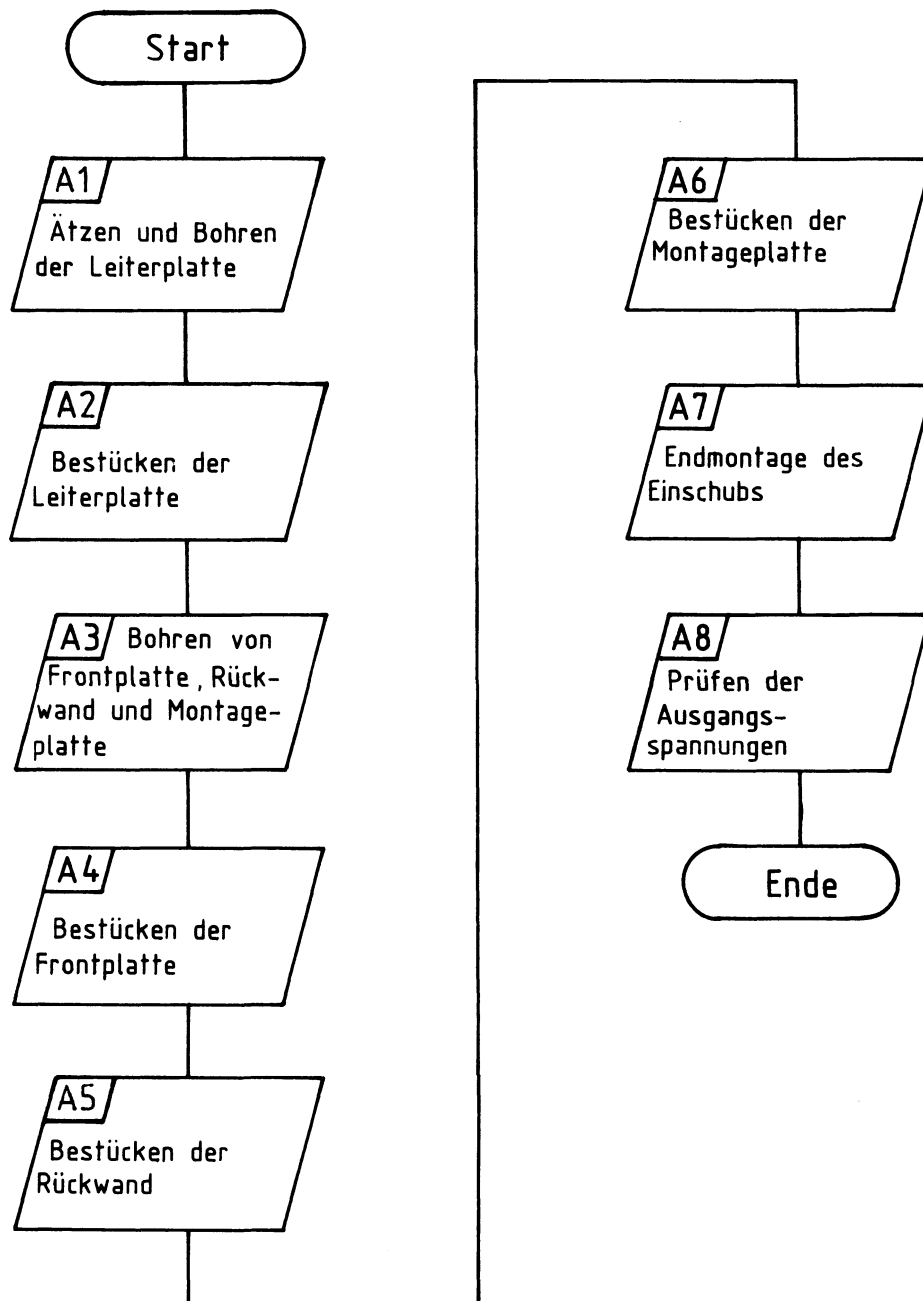 Start
A1
Ätzen und Bohren
der Leiterplatte
A2
Bestücken der
Leiterplatte
A3 Bohren von
Frontplatte, Rück-
wand und Montage-
platte
A4
Bestücken der
Frontplatte
A5
Bestücken der
Rückwand
A6
Bestücken der
Montageplatte
A7
Endmontage des
Einschubs
A8
Prüfen der
Ausgangs-
spannungen
Ende